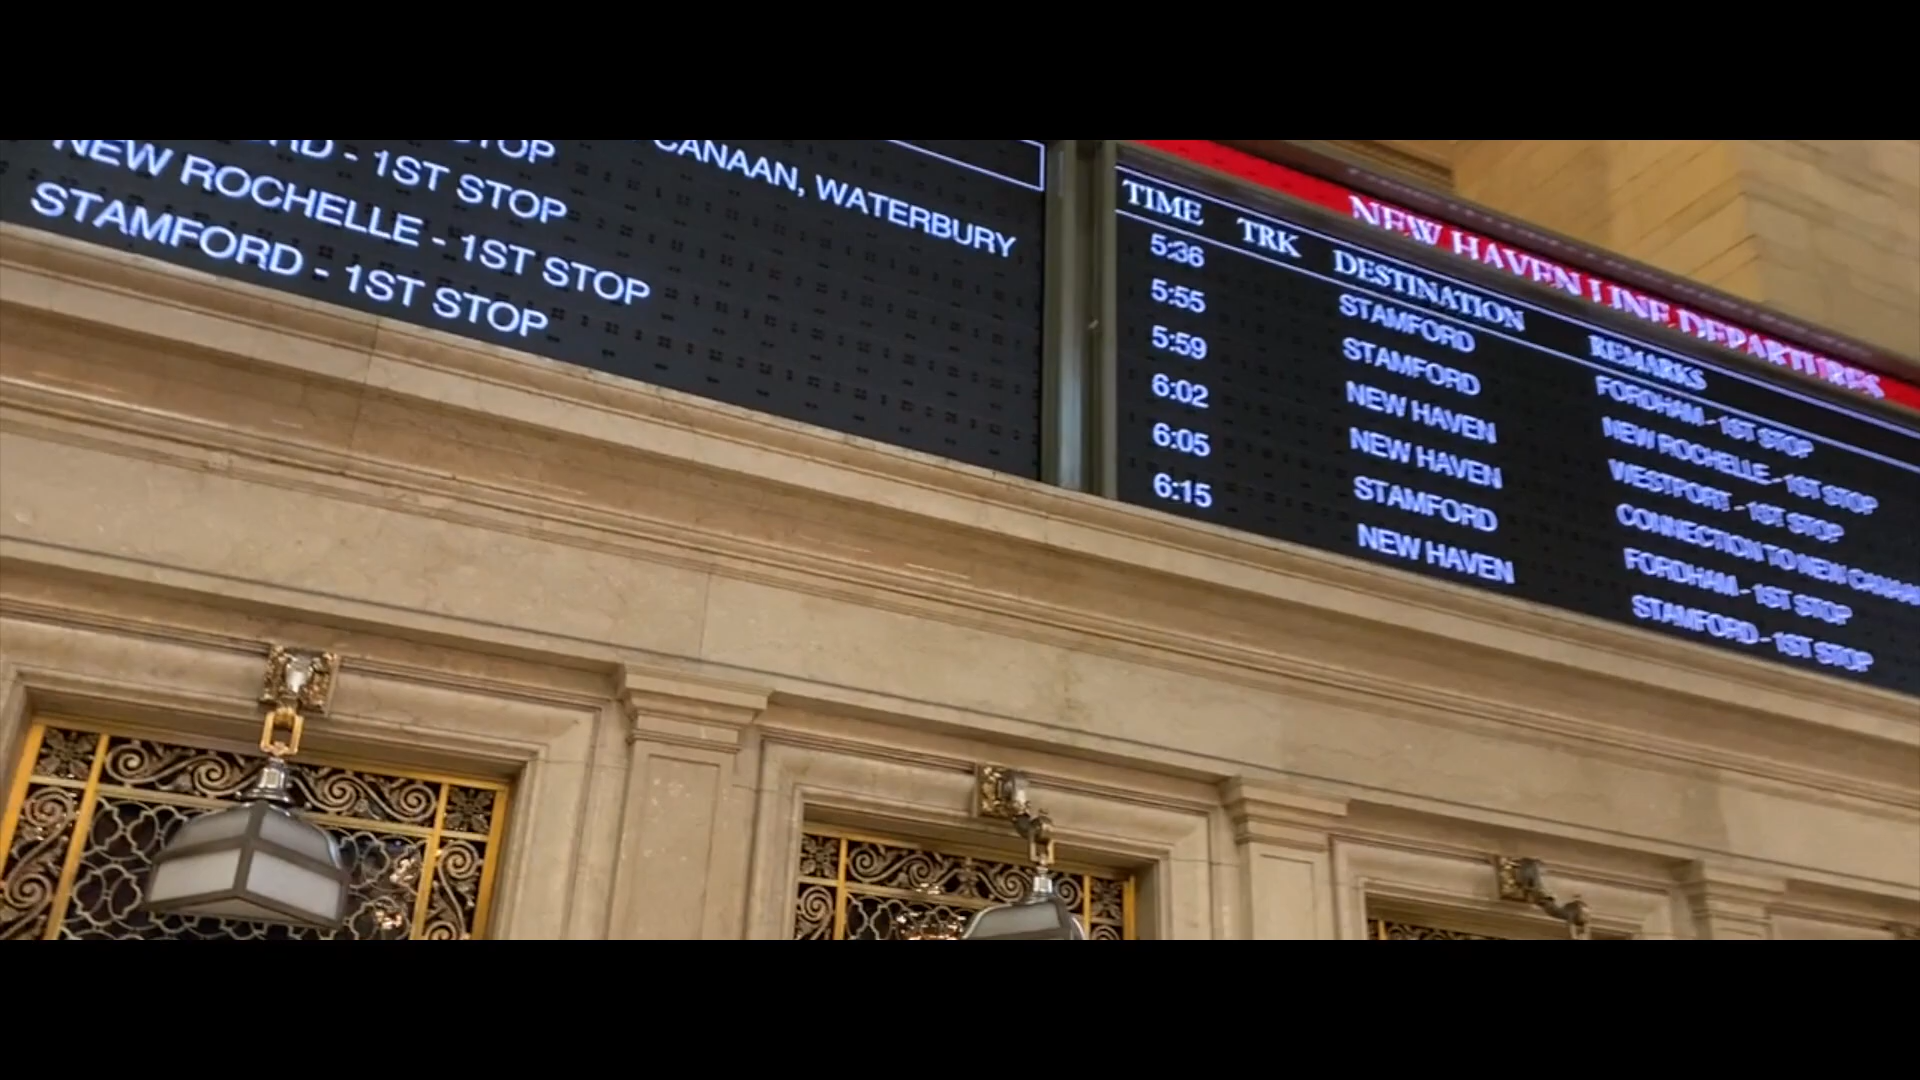 CANAAN, WATERBURY
- 1ST STOP
NEW ROCHELLE - 1ST STOP
STAMFORD - 1ST STOP
NEW HAVEN LINE DEPARTURES
TIME TRK DESTINATION REMARKS
5:36 STAMFORD FORDHAM - 1ST STOP
5:55 STAMFORD NEW ROCHELLE - 1ST STOP
5:59 NEW HAVEN WESTPORT - 1ST STOP
6:02 NEW HAVEN CONNECTION TO NEW CANAAN
6:05 STAMFORD FORDHAM - 1ST STOP
6:15 NEW HAVEN STAMFORD - 1ST STOP